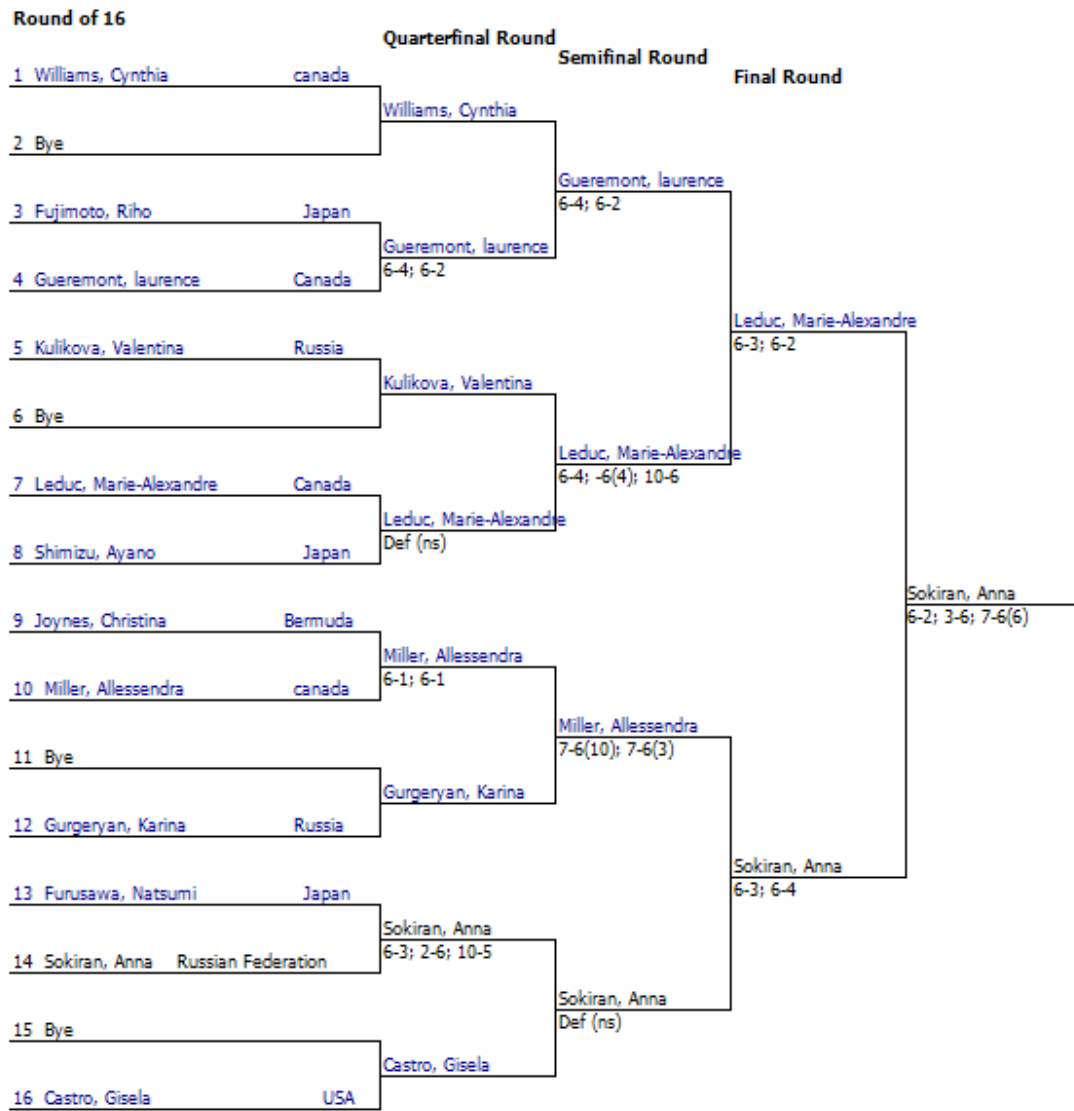 Round of 16
Quarterfinal Round
Semifinal Round
Final Round
1 Williams, Cynthia canada
Williams, Cynthia
2 Bye
Gueremont, laurence
6-4; 6-2
3 Fujimoto, Riho Japan
Gueremont, laurence
6-4; 6-2
4 Gueremont, laurence Canada
Leduc, Marie-Alexandre
6-3; 6-2
5 Kulikova, Valentina Russia
Kulikova, Valentina
6 Bye
Leduc, Marie-Alexandre
6-4; -6(4); 10-6
7 Leduc, Marie-Alexandre Canada
Leduc, Marie-Alexandre
Def (ns)
8 Shimizu, Ayano Japan
Sokiran, Anna
6-2; 3-6; 7-6(6)
9 Joynes, Christina Bermuda
Miller, Allessendra
6-1; 6-1
10 Miller, Allessendra canada
Miller, Allessendra
7-6(10); 7-6(3)
11 Bye
Gurgeryan, Karina
12 Gurgeryan, Karina Russia
Sokiran, Anna
6-3; 6-4
13 Furusawa, Natsumi Japan
Sokiran, Anna
6-3; 2-6; 10-5
14 Sokiran, Anna Russian Federation
Sokiran, Anna
Def (ns)
15 Bye
Castro, Gisela
16 Castro, Gisela USA